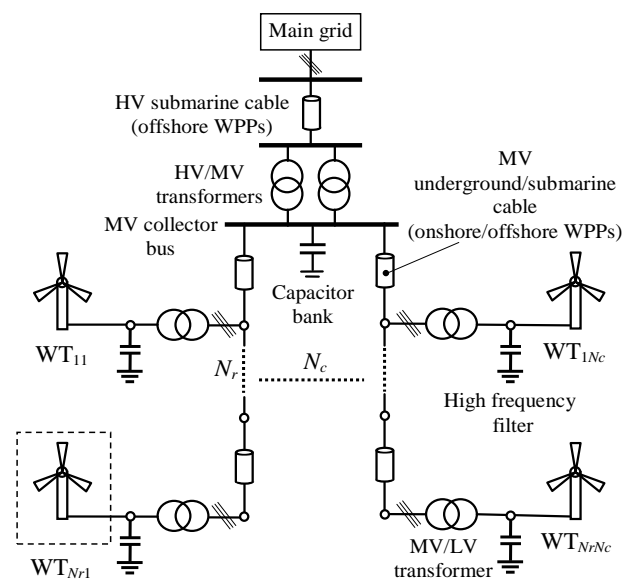 Main grid
HV submarine cable
(offshore WPPs)
HV/MV
transformers
MV
underground/submarine
cable
(onshore/offshore WPPs)
MV collector
bus
Capacitor
bank
WT11
Nr
Nc
WT1Nc
High frequency
filter
WTNr1
MV/LV
transformer
WTNrNc